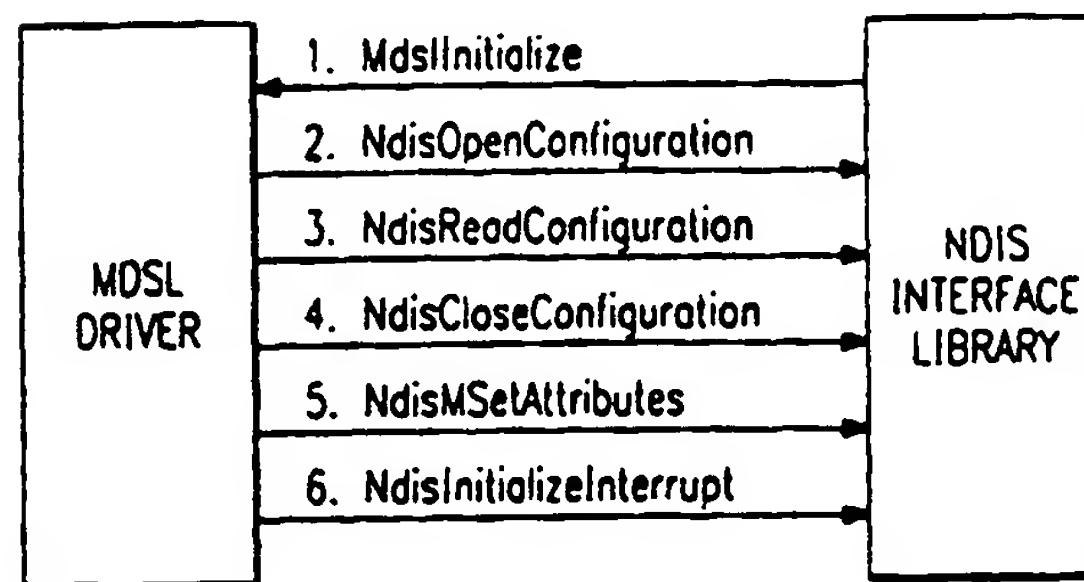 1. MdslInitialize
2. NdisOpenConfiguration
3. NdisReadConfiguration
4. NdisCloseConfiguration
5. NdisMSetAttributes
6. NdisInitializeInterrupt
MDSL
DRIVER
NDIS
INTERFACE
LIBRARY